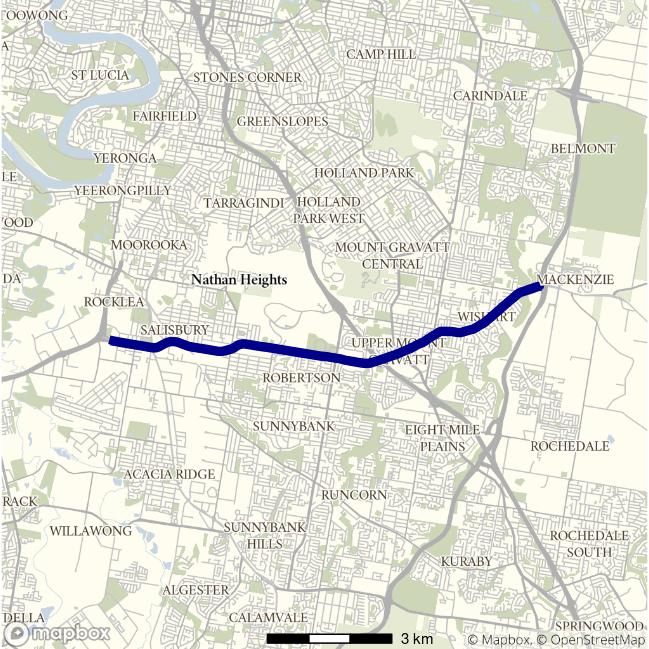 TOOWONG
CAMP HILL
ST LUCIA
STONES CORNER
CARINDALE
FAIRFIELD
GREENSLOPES
BELMONT
YERONGA
HOLLAND PARK
YEERONGPILLY
TARRAGINDI
HOLLAND
PARK WEST
WOOD
MOOROOKA
MOUNT GRAVATT
CENTRAL
DA
Nathan Heights
MACKENZIE
ROCKLEA
SALISBURY
WISHART
UPPER MOUNT
GRAVATT
ROBERTSON
SUNNYBANK
EIGHT MILE
PLAINS
ROCHEDALE
ACACIA RIDGE
RUNCORN
RACK
WILLAWONG
SUNNYBANK
HILLS
ROCHEDALE
SOUTH
KURABY
ALGESTER
DELLA
CALAMVALE
SPRINGWOOD
mapbox
3 km
© Mapbox, © OpenStreetMap